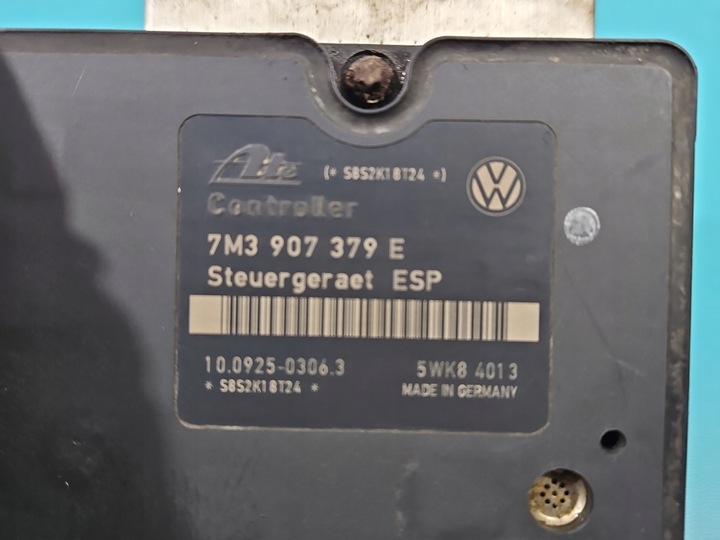 Ate (* S8S2K18T24 *)
Controller
7M3 907 379 E
Steuergeraet ESP
10.0925-0306.3 5WK8 4013
* S8S2K18T24 * MADE IN GERMANY